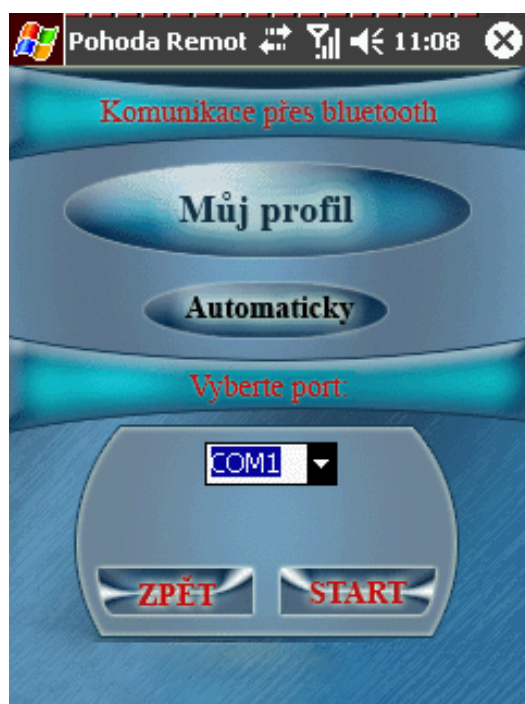 Pohoda Remot 11:08
Komunikace přes bluetooth
Můj profil
Automaticky
Vyberte port:
COM1
ZPĚT START